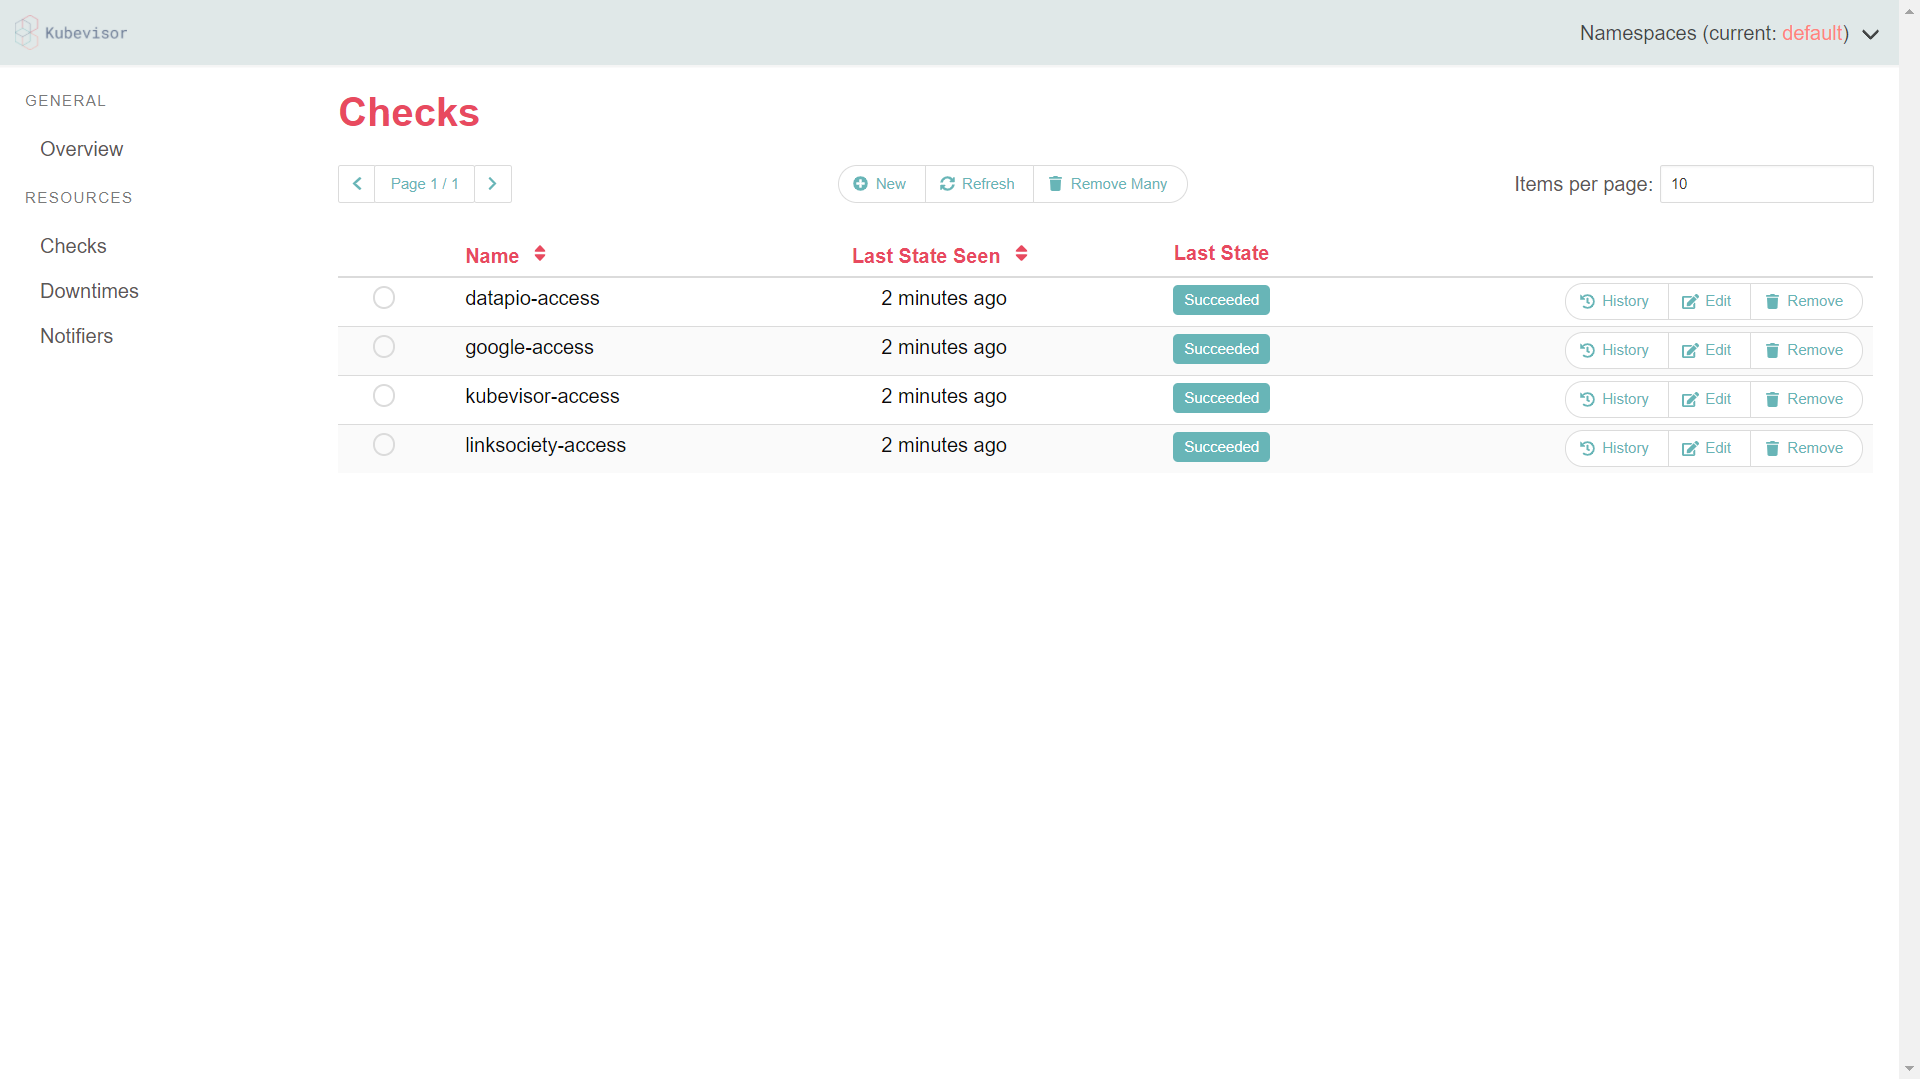 Kubevisor
Namespaces (current: default)
GENERAL
Overview
RESOURCES
Checks
Downtimes
Notifiers
Checks
Page 1 / 1
New Refresh Remove Many
Items per page: 10
Name Last State Seen Last State
datapio-access 2 minutes ago Succeeded History Edit Remove
google-access 2 minutes ago Succeeded History Edit Remove
kubevisor-access 2 minutes ago Succeeded History Edit Remove
linksociety-access 2 minutes ago Succeeded History Edit Remove